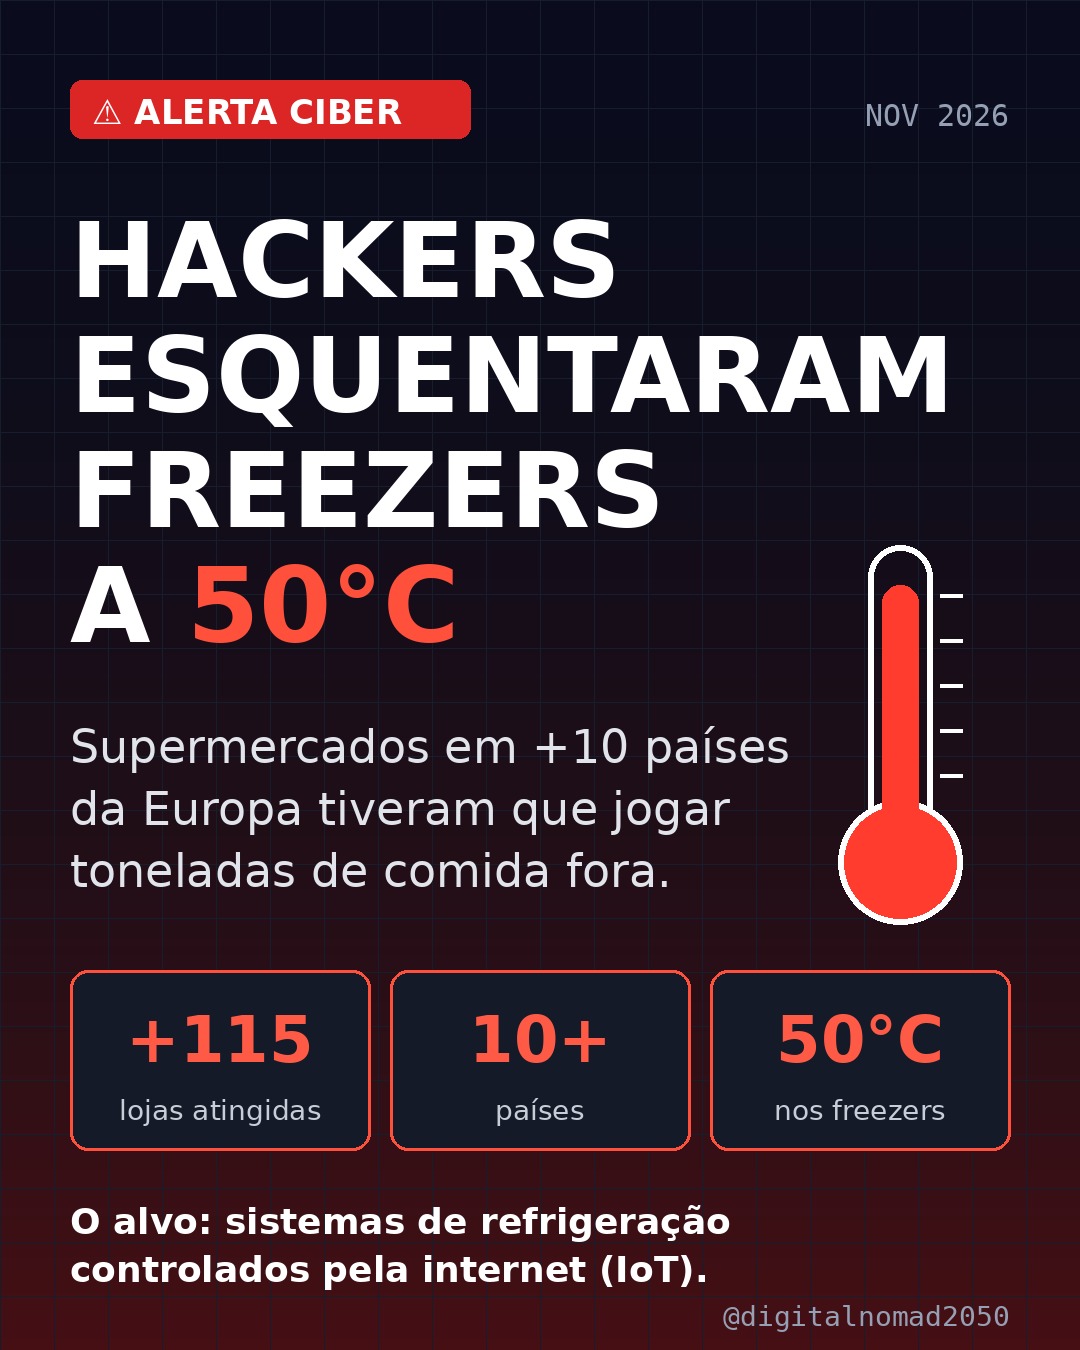 ⚠ ALERTA CIBER
NOV 2026
HACKERS
ESQUENTARAM
FREEZERS
A 50°C
Supermercados em +10 países
da Europa tiveram que jogar
toneladas de comida fora.
+115
lojas atingidas
10+
países
50°C
nos freezers
O alvo: sistemas de refrigeração
controlados pela internet (IoT).
@digitalnomad2050